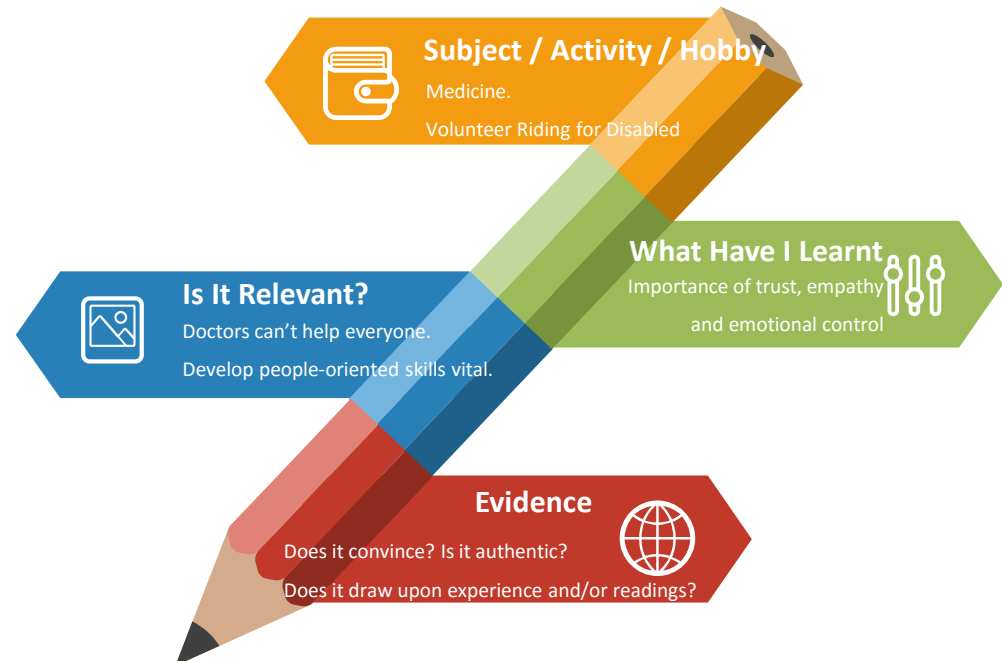 Subject / Activity / Hobby
Medicine.
Volunteer Riding for Disabled
What Have I Learnt
Importance of trust, empathy
and emotional control
Is It Relevant?
Doctors can’t help everyone.
Develop people-oriented skills vital.
Evidence
Does it convince? Is it authentic?
Does it draw upon experience and/or readings?